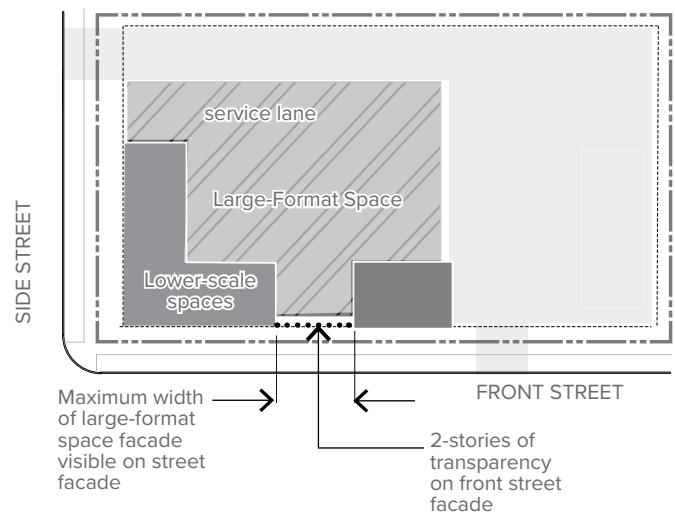 service lane
Large-Format Space
SIDE STREET
Lower-scale
spaces
FRONT STREET
Maximum width
of large-format
space facade
visible on street
facade
2-stories of
transparency
on front street
facade